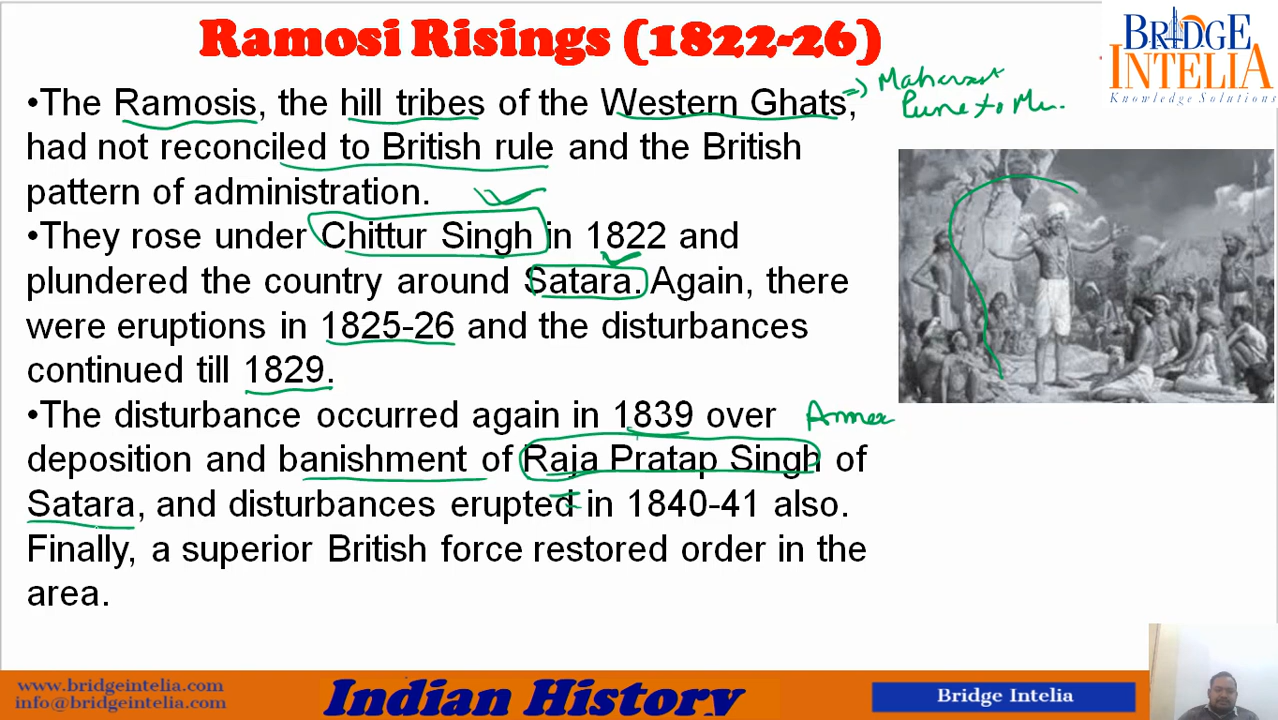 Ramosi Risings (1822-26)
BRIDGE
INTELIA
Knowledge Solutions
•The Ramosis, the hill tribes of the Western Ghats,
=> Maharast
Pune to Mu.
had not reconciled to British rule and the British
pattern of administration.
•They rose under Chittur Singh in 1822 and
plundered the country around Satara. Again, there
were eruptions in 1825-26 and the disturbances
continued till 1829.
•The disturbance occurred again in 1839 over
Annex
deposition and banishment of Raja Pratap Singh of
Satara, and disturbances erupted in 1840-41 also.
Finally, a superior British force restored order in the
area.
www.bridgeintelia.com
info@bridgeintelia.com
Indian History
Bridge Intelia